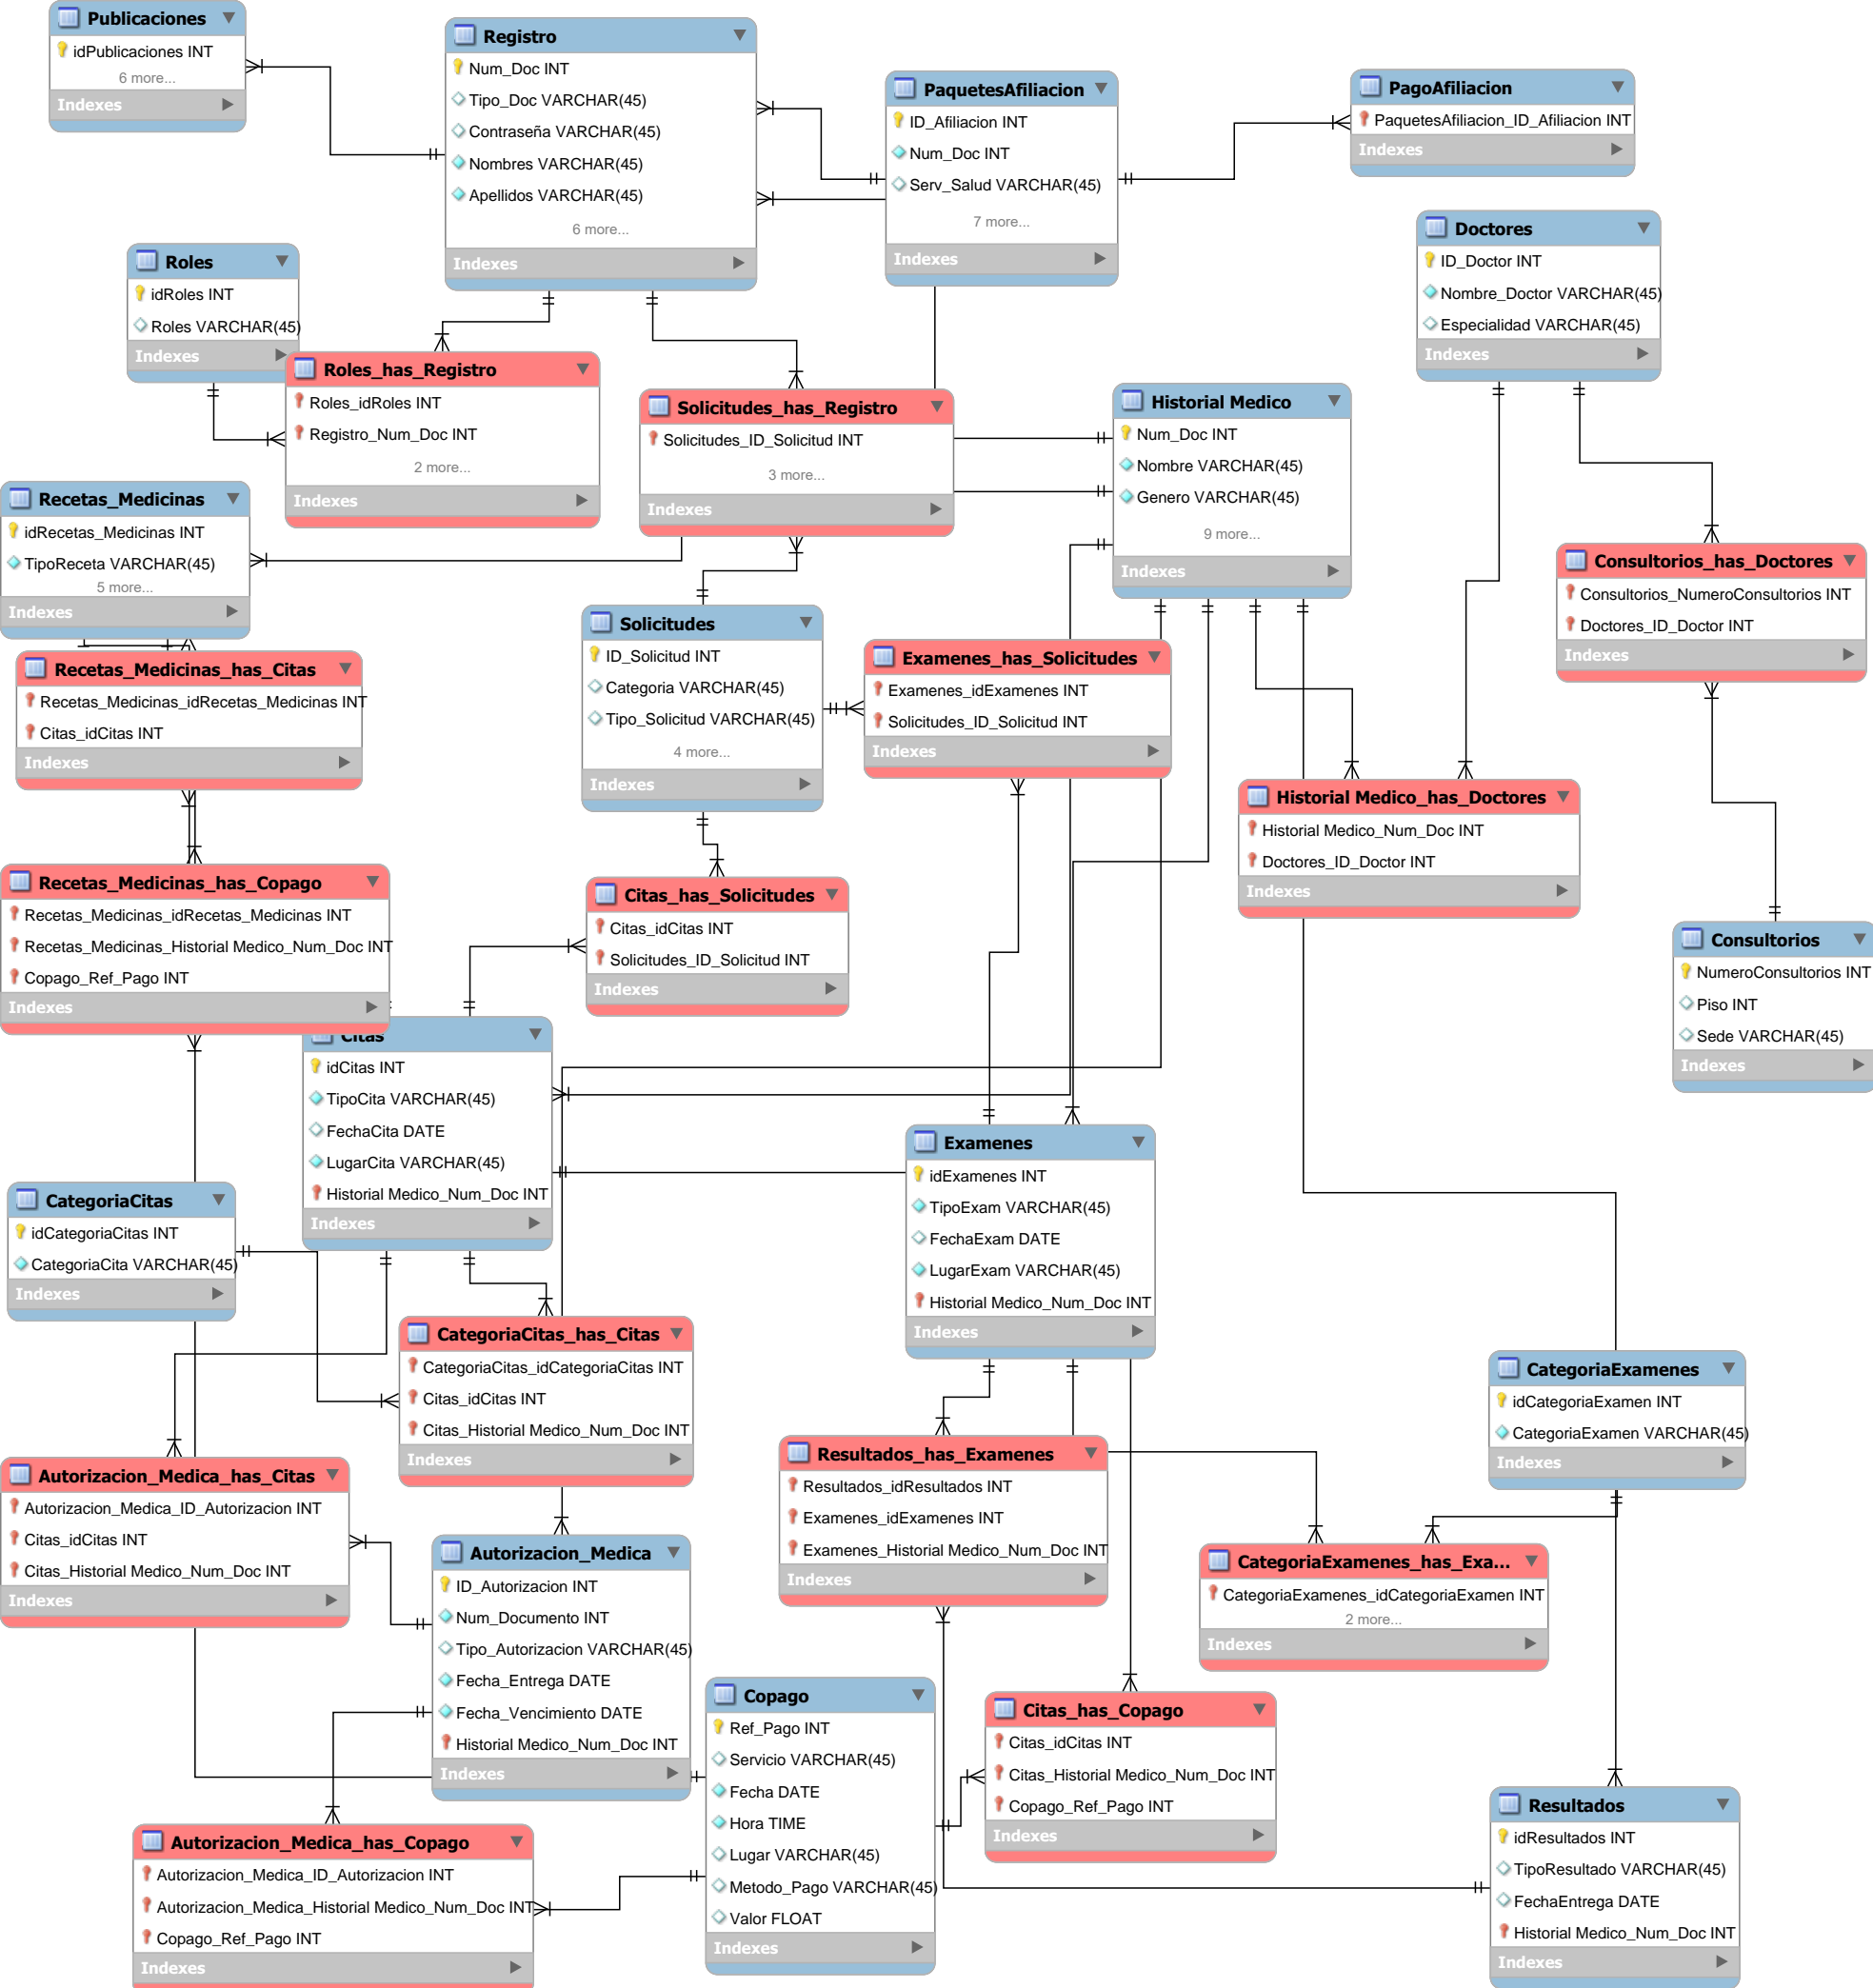 Publicaciones
idPublicaciones INT
6 more...
Indexes
Registro
Num_Doc INT
Tipo_Doc VARCHAR(45)
Contraseña VARCHAR(45)
Nombres VARCHAR(45)
Apellidos VARCHAR(45)
6 more...
Indexes
PaquetesAfiliacion
ID_Afiliacion INT
Num_Doc INT
Serv_Salud VARCHAR(45)
7 more...
Indexes
PagoAfiliacion
PaquetesAfiliacion_ID_Afiliacion INT
Indexes
Doctores
ID_Doctor INT
Nombre_Doctor VARCHAR(45)
Especialidad VARCHAR(45)
Indexes
Roles
idRoles INT
Roles VARCHAR(45)
Indexes
Roles_has_Registro
Roles_idRoles INT
Registro_Num_Doc INT
2 more...
Indexes
Solicitudes_has_Registro
Solicitudes_ID_Solicitud INT
3 more...
Indexes
Historial Medico
Num_Doc INT
Nombre VARCHAR(45)
Genero VARCHAR(45)
9 more...
Indexes
Recetas_Medicinas
idRecetas_Medicinas INT
TipoReceta VARCHAR(45)
5 more...
Indexes
Consultorios_has_Doctores
Consultorios_NumeroConsultorios INT
Doctores_ID_Doctor INT
Indexes
Solicitudes
ID_Solicitud INT
Categoria VARCHAR(45)
Tipo_Solicitud VARCHAR(45)
4 more...
Indexes
Examenes_has_Solicitudes
Examenes_idExamenes INT
Solicitudes_ID_Solicitud INT
Indexes
Recetas_Medicinas_has_Citas
Recetas_Medicinas_idRecetas_Medicinas INT
Citas_idCitas INT
Indexes
Historial Medico_has_Doctores
Historial Medico_Num_Doc INT
Doctores_ID_Doctor INT
Indexes
Recetas_Medicinas_has_Copago
Recetas_Medicinas_idRecetas_Medicinas INT
Recetas_Medicinas_Historial Medico_Num_Doc INT
Copago_Ref_Pago INT
Indexes
Citas_has_Solicitudes
Citas_idCitas INT
Solicitudes_ID_Solicitud INT
Indexes
Consultorios
NumeroConsultorios INT
Piso INT
Sede VARCHAR(45)
Indexes
Citas
idCitas INT
TipoCita VARCHAR(45)
FechaCita DATE
LugarCita VARCHAR(45)
Historial Medico_Num_Doc INT
Indexes
Examenes
idExamenes INT
TipoExam VARCHAR(45)
FechaExam DATE
LugarExam VARCHAR(45)
Historial Medico_Num_Doc INT
Indexes
CategoriaCitas
idCategoriaCitas INT
CategoriaCita VARCHAR(45)
Indexes
CategoriaCitas_has_Citas
CategoriaCitas_idCategoriaCitas INT
Citas_idCitas INT
Citas_Historial Medico_Num_Doc INT
Indexes
CategoriaExamenes
idCategoriaExamen INT
CategoriaExamen VARCHAR(45)
Indexes
Resultados_has_Examenes
Resultados_idResultados INT
Examenes_idExamenes INT
Examenes_Historial Medico_Num_Doc INT
Indexes
Autorizacion_Medica_has_Citas
Autorizacion_Medica_ID_Autorizacion INT
Citas_idCitas INT
Citas_Historial Medico_Num_Doc INT
Indexes
Autorizacion_Medica
ID_Autorizacion INT
Num_Documento INT
Tipo_Autorizacion VARCHAR(45)
Fecha_Entrega DATE
Fecha_Vencimiento DATE
Historial Medico_Num_Doc INT
Indexes
CategoriaExamenes_has_Exa...
CategoriaExamenes_idCategoriaExamen INT
2 more...
Indexes
Copago
Ref_Pago INT
Servicio VARCHAR(45)
Fecha DATE
Hora TIME
Lugar VARCHAR(45)
Metodo_Pago VARCHAR(45)
Valor FLOAT
Indexes
Citas_has_Copago
Citas_idCitas INT
Citas_Historial Medico_Num_Doc INT
Copago_Ref_Pago INT
Indexes
Resultados
idResultados INT
TipoResultado VARCHAR(45)
FechaEntrega DATE
Historial Medico_Num_Doc INT
Indexes
Autorizacion_Medica_has_Copago
Autorizacion_Medica_ID_Autorizacion INT
Autorizacion_Medica_Historial Medico_Num_Doc INT
Copago_Ref_Pago INT
Indexes